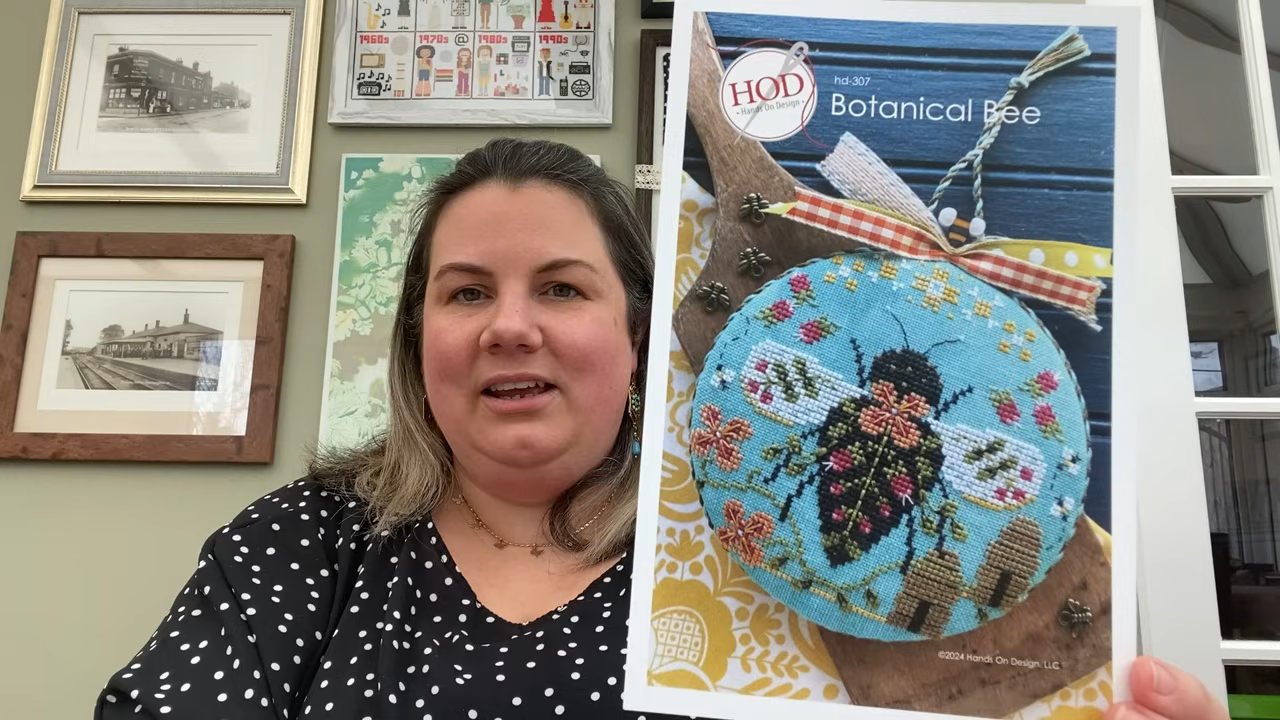 1960s 1970s 1980s 1990s
HOD
• Hands On Design •
hd-307
Botanical Bee
©2024 Hands On Design, LLC